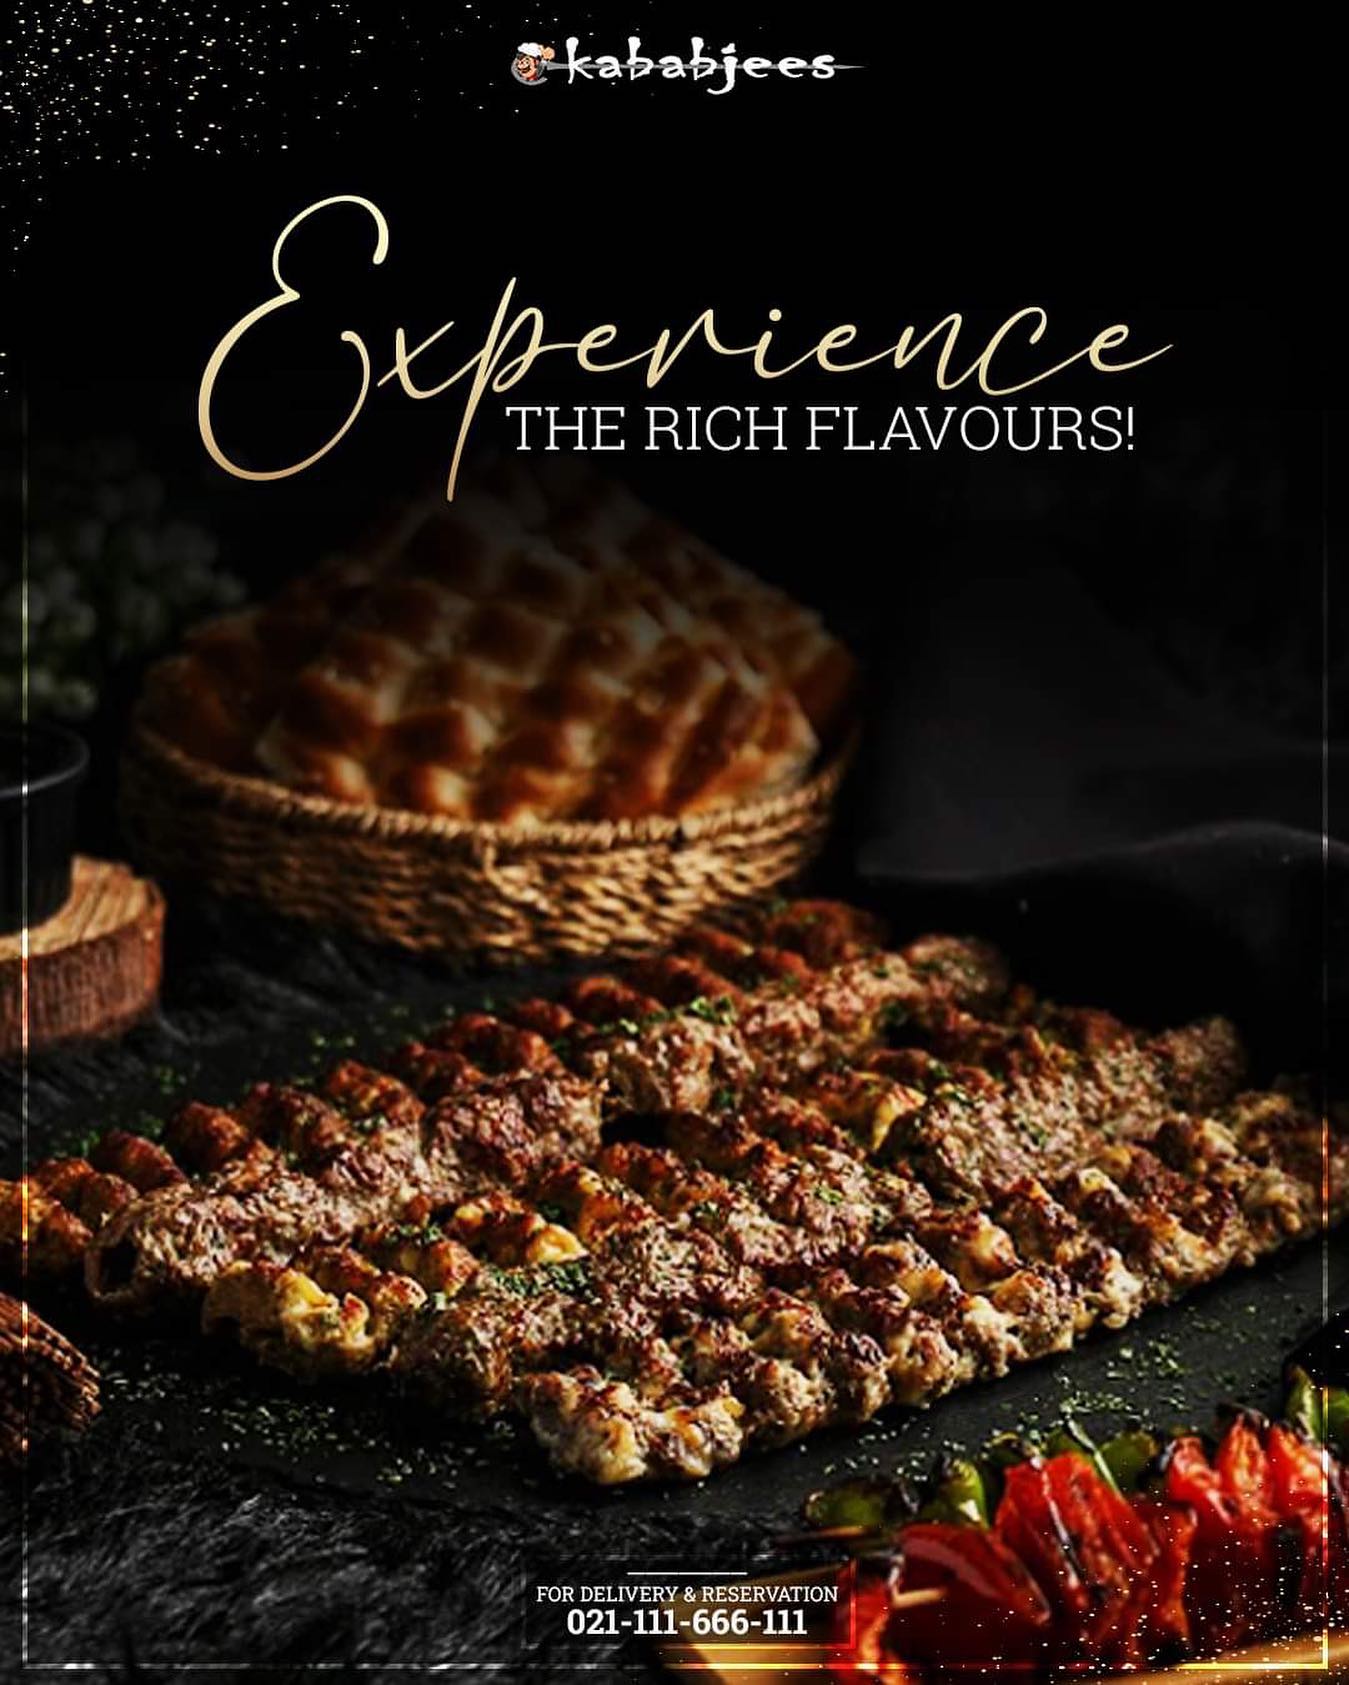 kababjees
Experience
THE RICH FLAVOURS!
FOR DELIVERY & RESERVATION
021-111-666-111